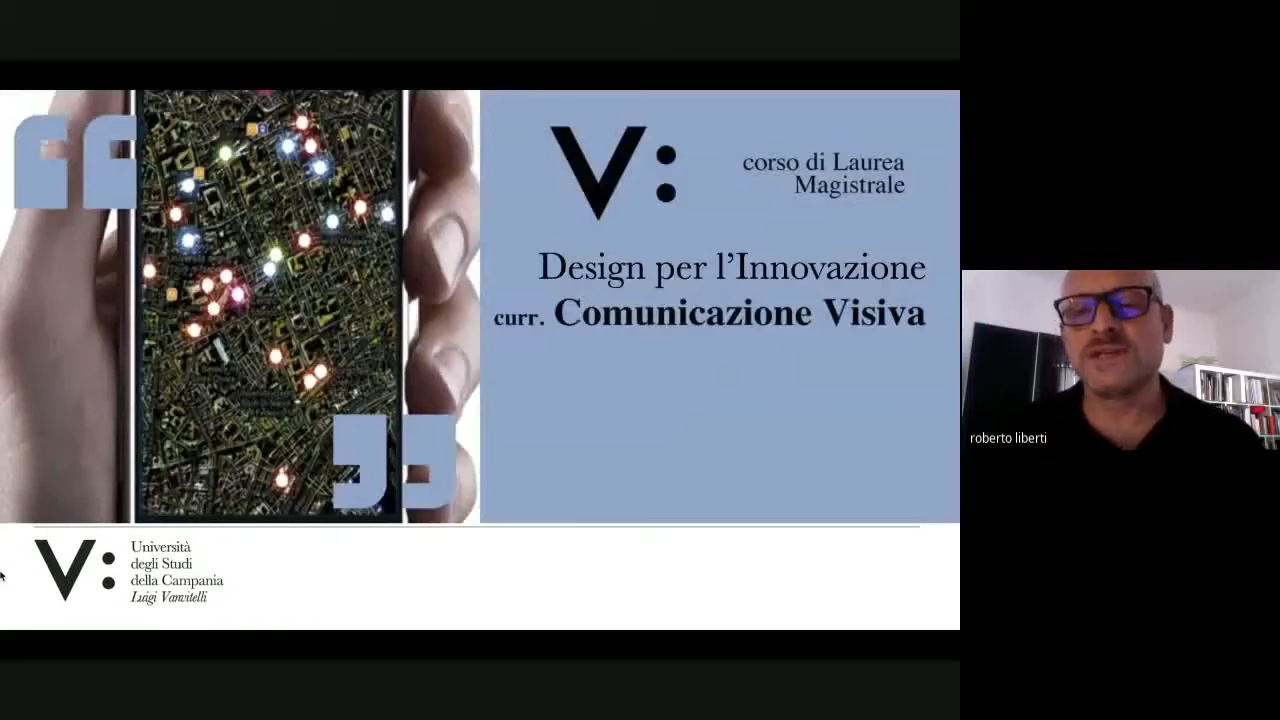 V:
corso di Laurea
Magistrale
Design per l’Innovazione
curr. Comunicazione Visiva
V:
Università
degli Studi
della Campania
Luigi Vanvitelli
roberto liberti